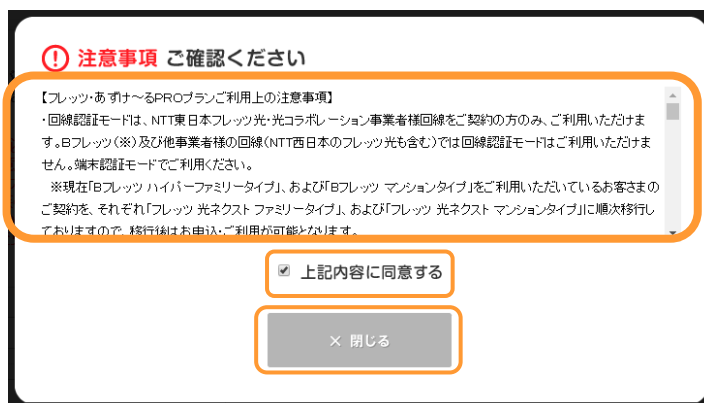 ! 注意事項 ご確認ください
【フレッツ・あずけ～るPROプランご利用上の注意事項】
・回線認証モードは、NTT東日本フレッツ光・光コラボレーション事業者様回線をご契約の方のみ、ご利用いただけま
す。Bフレッツ(※)及び他事業者様の回線(NTT西日本のフレッツ光も含む)では回線認証モードはご利用いただけま
せん。端末認証モードでご利用ください。
※現在「Bフレッツ ハイパーファミリータイプ」、および「Bフレッツ マンションタイプ」をご利用いただいているお客さまの
ご契約を、それぞれ「フレッツ 光ネクスト ファミリータイプ」、および「フレッツ 光ネクスト マンションタイプ」に順次移行し
ておりますので、移行後はお申込・ご利用が可能となります。
上記内容に同意する
× 閉じる